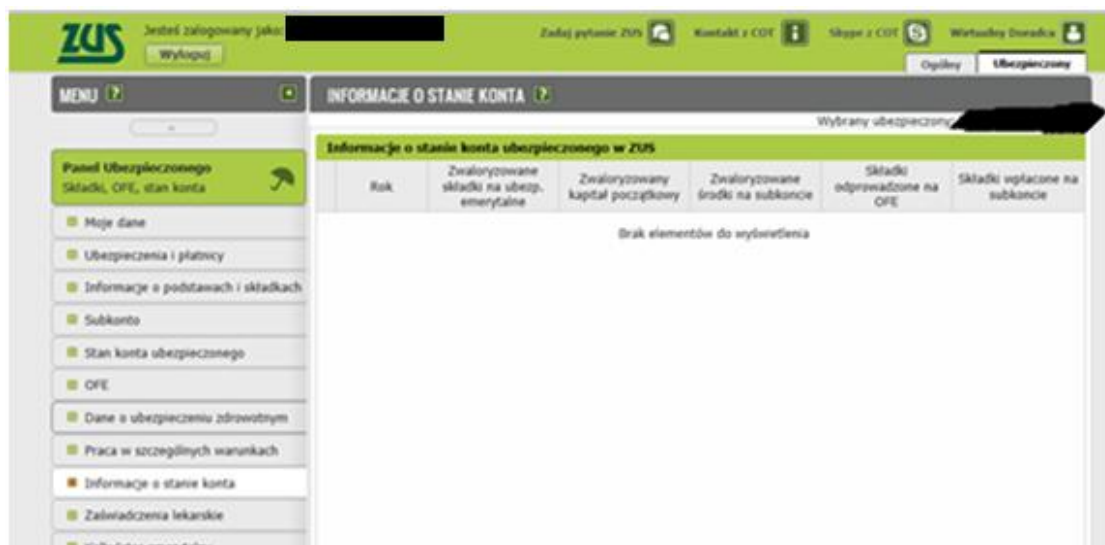 ZUS
Jesteś zalogowany jako:
Wyloguj
Zadaj pytanie ZUS
Kontakt z COT
Skype z COT
Wirtualny Doradca
Ogólny
Ubezpieczony
MENU
INFORMACJE O STANIE KONTA
Wybrany ubezpieczony:
Panel Ubezpieczonego
Składki, OFE, stan konta
Moje dane
Ubezpieczenia i płatnicy
Informacje o podstawach i składkach
Subkonto
Stan konta ubezpieczonego
OFE
Dane o ubezpieczeniu zdrowotnym
Praca w szczególnych warunkach
Informacje o stanie konta
Zaświadczenia lekarskie
Informacje o stanie konta ubezpieczonego w ZUS
Rok
Zwaloryzowane
składki na ubezp.
emerytalne
Zwaloryzowany
kapitał początkowy
Zwaloryzowane
środki na subkoncie
Składki
odprowadzone na
OFE
Składki wpłacone na
subkoncie
Brak elementów do wyświetlenia